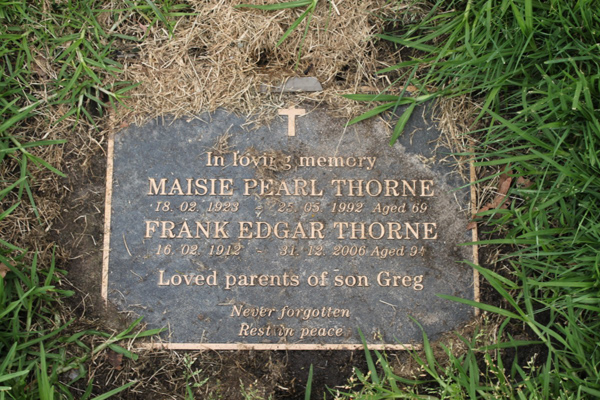 In loving memory
MAISIE PEARL THORNE
18. 02. 1923 - 25. 05. 1992 Aged 69
FRANK EDGAR THORNE
16. 02. 1912 - 31. 12. 2006 Aged 94
Loved parents of son Greg
Never forgotten
Rest in peace